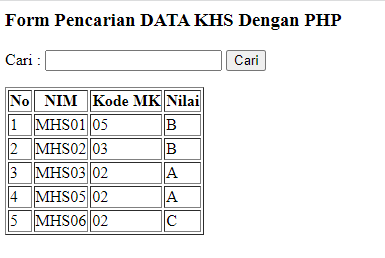 Form Pencarian DATA KHS Dengan PHP
Cari : Cari
No NIM Kode MK Nilai
1 MHS01 05 B
2 MHS02 03 B
3 MHS03 02 A
4 MHS05 02 A
5 MHS06 02 C